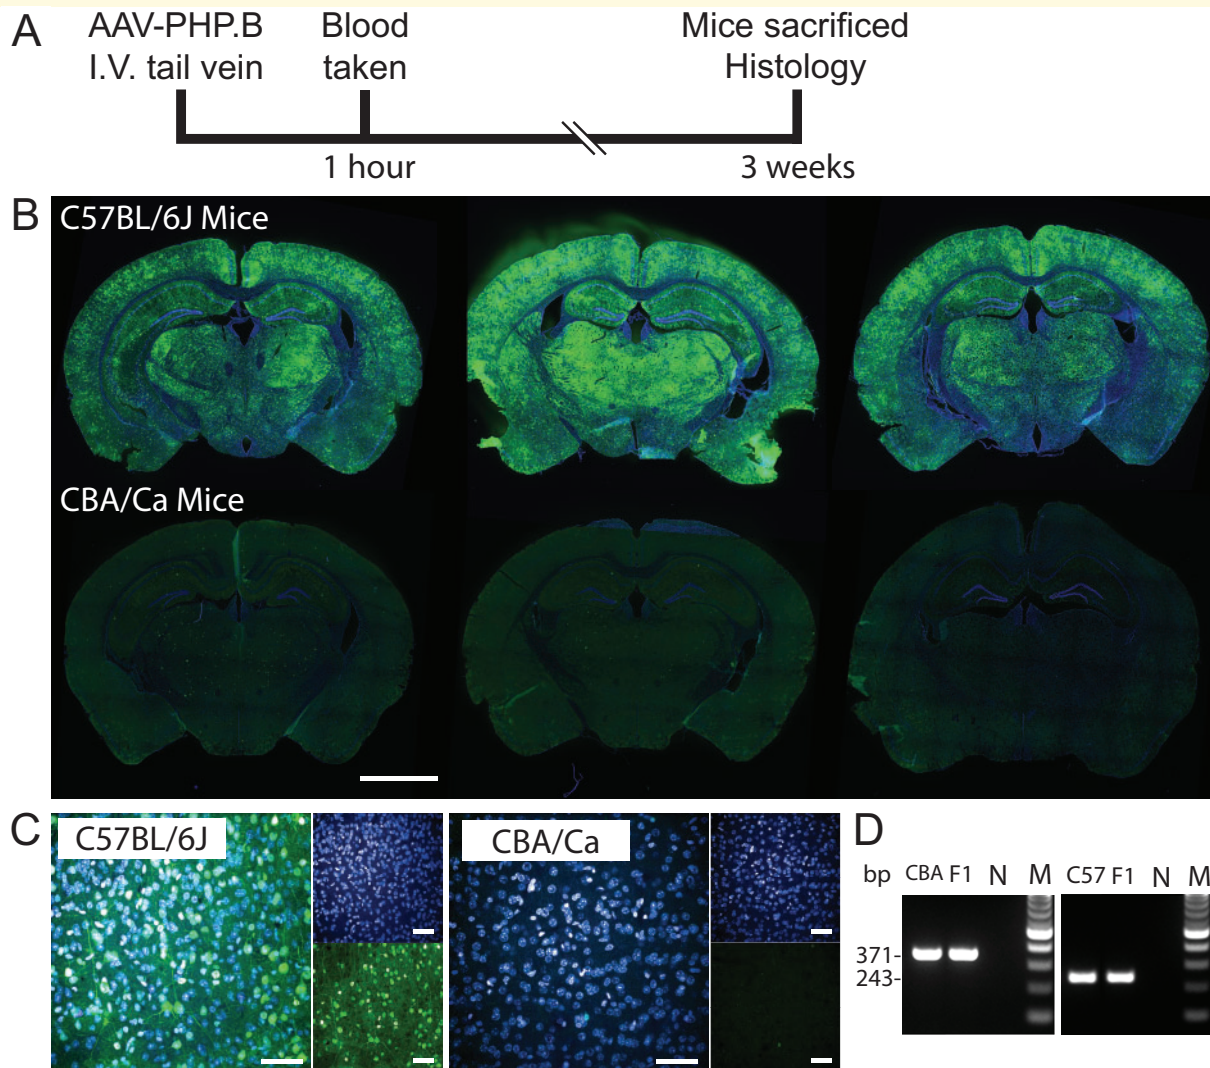 A
AAV-PHP.B
I.V. tail vein
Blood
taken
Mice sacrificed
Histology
1 hour
3 weeks
B
C57BL/6J Mice
CBA/Ca Mice
C
C57BL/6J
CBA/Ca
D
bp
CBA F1 N M
C57 F1 N M
371-
243-